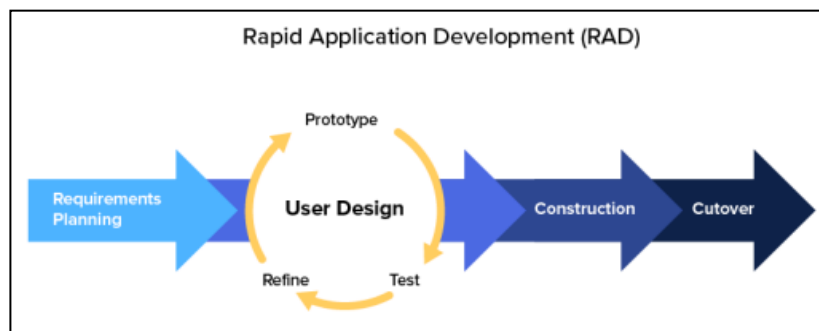 Rapid Application Development (RAD)
Prototype
Requirements
Planning
User Design
Construction
Cutover
Refine
Test